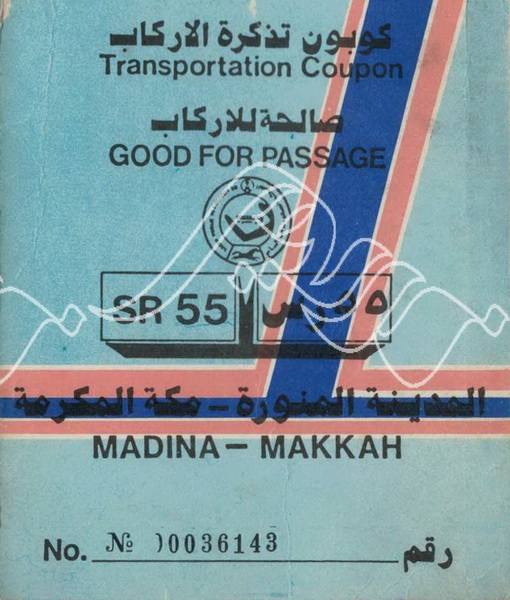 كوبون تذكرة الاركاب
Transportation Coupon
صالحة للاركاب
GOOD FOR PASSAGE
SR 55
المدينة المنورة - مكة المكرمة
MADINA - MAKKAH
No. № 00036143 رقم